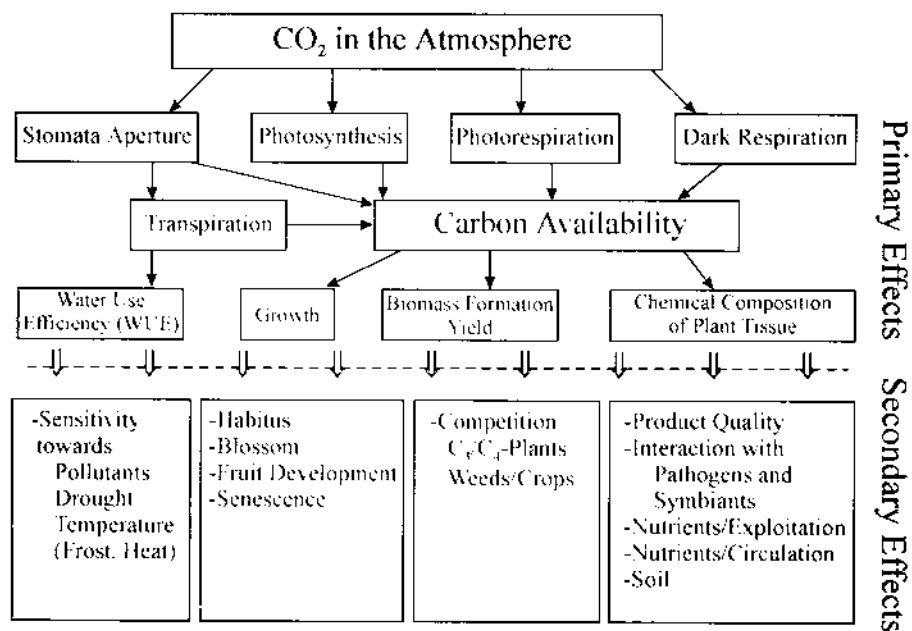 CO2 in the Atmosphere
Stomata Aperture
Photosynthesis
Photorespiration
Dark Respiration
Transpiration
Carbon Availability
Water Use
Efficiency (WUE)
Growth
Biomass Formation
Yield
Chemical Composition
of Plant Tissue
Primary Effects
-Sensitivity
towards
Pollutants
Drought
Temperature
(Frost. Heat)
-Habitus
-Blossom
-Fruit Development
-Senescence
-Competition
C3/C4-Plants
Weeds/Crops
-Product Quality
-Interaction with
Pathogens and
Symbiants
-Nutrients/Exploitation
-Nutrients/Circulation
-Soil
Secondary Effects